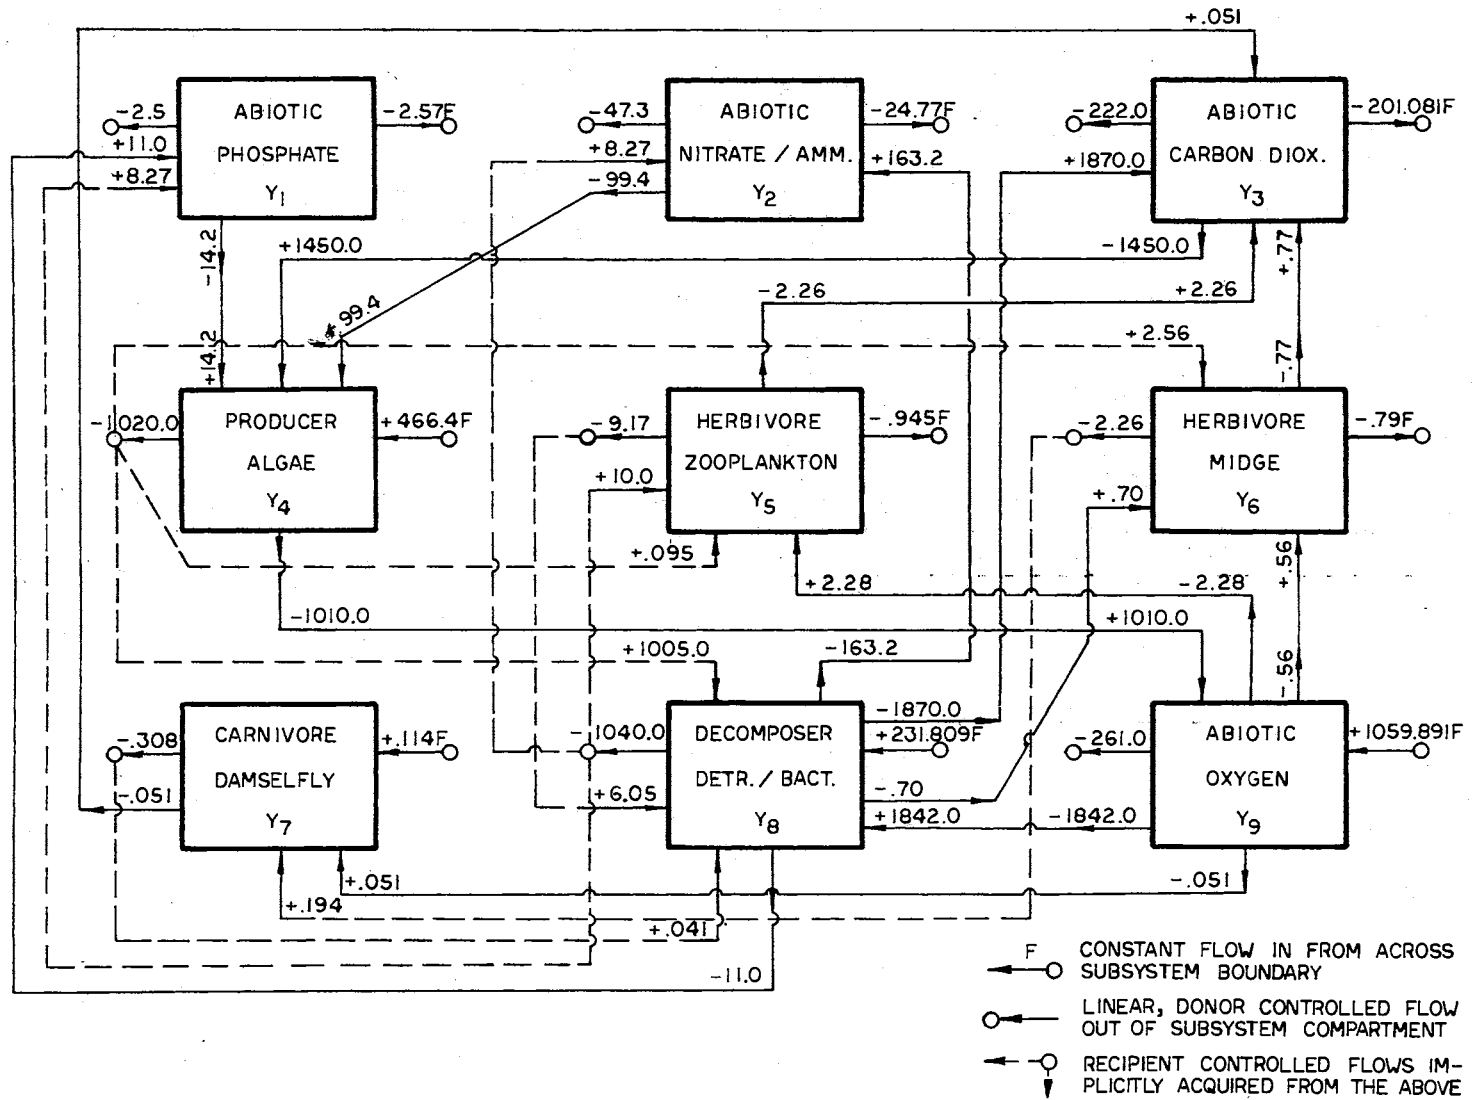 +.051
ABIOTIC
PHOSPHATE
Y1
-2.5
-2.57F
+11.0
+8.27
ABIOTIC
NITRATE / AMM.
Y2
-47.3
-24.77F
+8.27
+163.2
-99.4
ABIOTIC
CARBON DIOX.
Y3
-222.0
-201.081F
+1870.0
-14.2
+1450.0
-1450.0
+.77
-2.26
+2.26
+99.4
+14.2
+2.56
-.77
PRODUCER
ALGAE
Y4
-1020.0
+466.4F
HERBIVORE
ZOOPLANKTON
Y5
-9.17
-.945F
+10.0
HERBIVORE
MIDGE
Y6
-2.26
-.79F
+.70
+.095
+.56
+2.28
-2.28
-1010.0
+1010.0
+1005.0
-163.2
-.56
CARNIVORE
DAMSELFLY
Y7
-.308
+.114F
-.051
DECOMPOSER
DETR. / BACT.
Y8
-1040.0
-1870.0
+231.809F
+6.05
-.70
+1842.0
-1842.0
ABIOTIC
OXYGEN
Y9
-261.0
+1059.891F
+.051
-.051
+.194
+.041
-11.0
F CONSTANT FLOW IN FROM ACROSS
SUBSYSTEM BOUNDARY
LINEAR, DONOR CONTROLLED FLOW
OUT OF SUBSYSTEM COMPARTMENT
RECIPIENT CONTROLLED FLOWS IM-
PLICITLY ACQUIRED FROM THE ABOVE